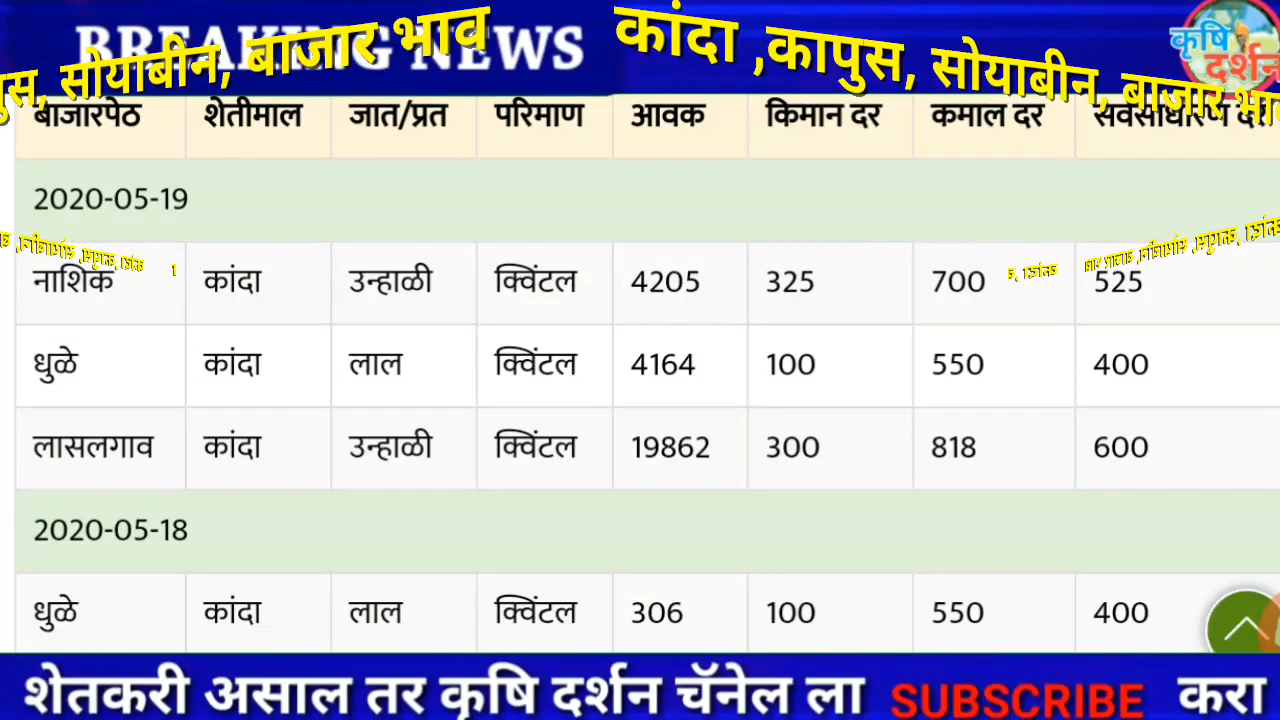 BREAKING NEWS
पुस, सोयाबीन, बाजार भाव
कांदा ,कापुस, सोयाबीन, बाजार भाव
कृषि
दर्शन
बाजारपेठ शेतीमाल जात/प्रत परिमाण आवक किमान दर कमाल दर सर्वसाधारण दर
2020-05-19
नाशिक कांदा उन्हाळी क्विंटल 4205 325 700 525
धुळे कांदा लाल क्विंटल 4164 100 550 400
लासलगाव कांदा उन्हाळी क्विंटल 19862 300 818 600
2020-05-18
धुळे कांदा लाल क्विंटल 306 100 550 400
शेतकरी असाल तर कृषि दर्शन चॅनेल ला SUBSCRIBE करा